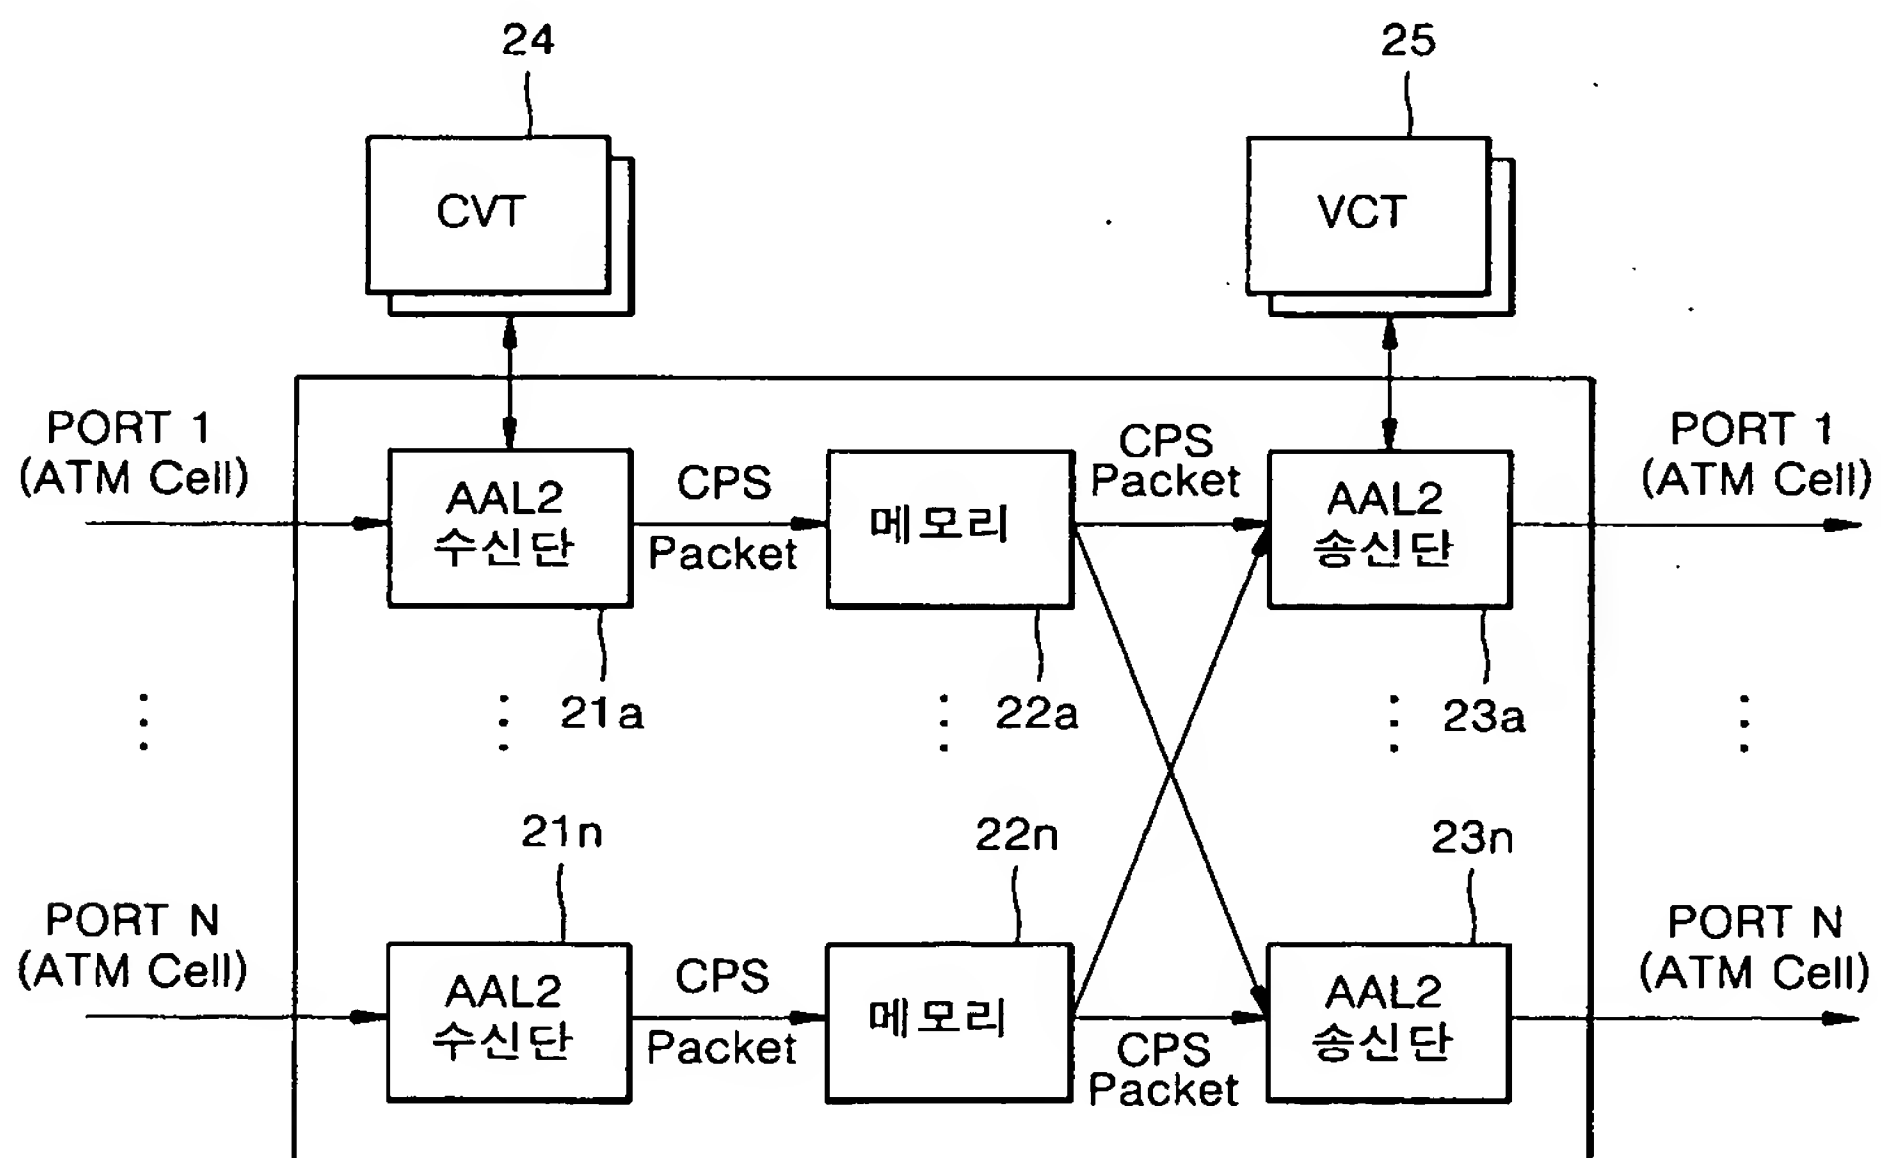 24
25
CVT
VCT
PORT 1
(ATM Cell)
AAL2
수신단
CPS
Packet
메모리
CPS
Packet
AAL2
송신단
PORT 1
(ATM Cell)
21a
22a
23a
21n
22n
23n
PORT N
(ATM Cell)
AAL2
수신단
CPS
Packet
메모리
CPS
Packet
AAL2
송신단
PORT N
(ATM Cell)